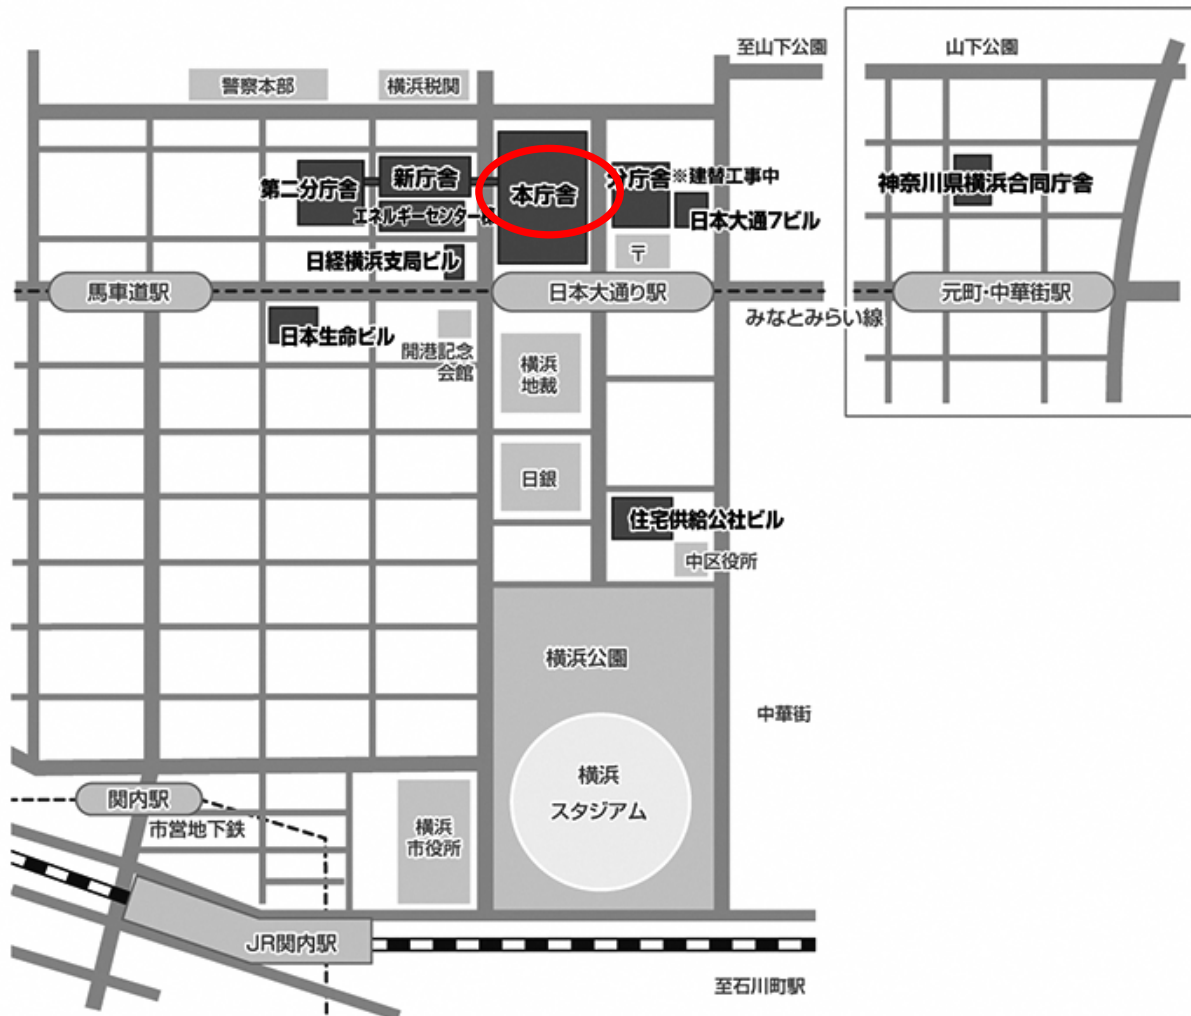 至山下公園
山下公園
警察本部
横浜税関
第二分庁舎
新庁舎
本庁舎
分庁舎※建替工事中
神奈川県横浜合同庁舎
エネルギーセンター棟
日本大通7ビル
〒
日経横浜支局ビル
馬車道駅
日本大通り駅
元町・中華街駅
みなとみらい線
日本生命ビル
開港記念
会館
横浜
地裁
日銀
住宅供給公社ビル
中区役所
横浜公園
中華街
横浜
スタジアム
関内駅
市営地下鉄
横浜
市役所
JR関内駅
至石川町駅